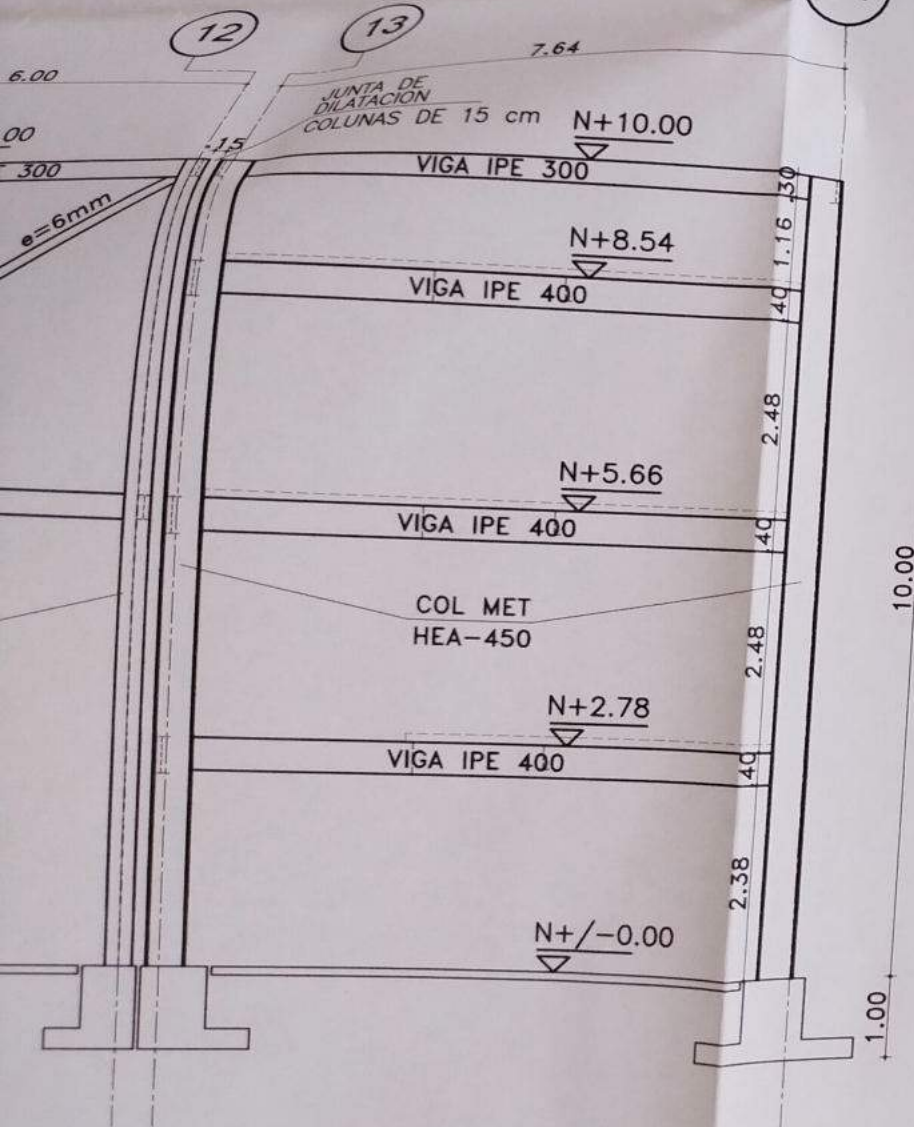 12
13
6.00
7.64
JUNTA DE
DILATACION
COLUNAS DE 15 cm
N+10.00
00
.15
300
VIGA IPE 300
.30
e=6mm
1.16
N+8.54
VIGA IPE 400
.40
2.48
N+5.66
VIGA IPE 400
.40
10.00
COL MET
HEA-450
2.48
N+2.78
VIGA IPE 400
.40
2.38
N+/-0.00
1.00